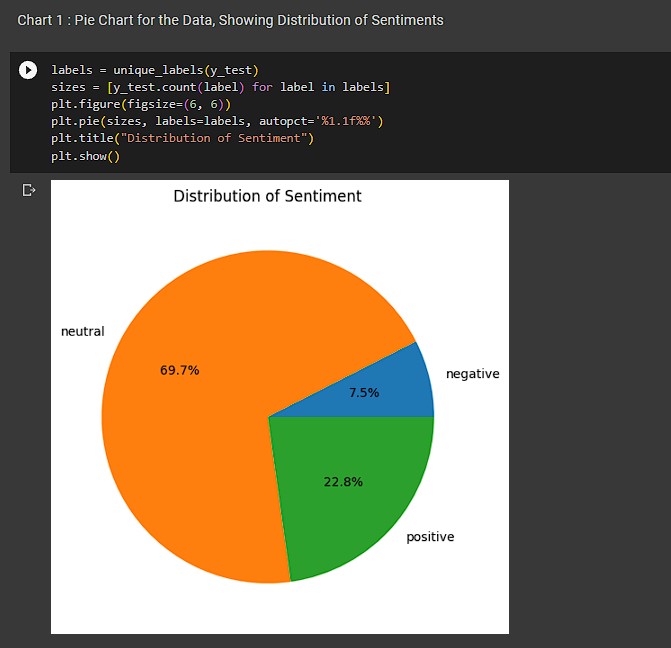 Chart 1 : Pie Chart for the Data, Showing Distribution of Sentiments
labels = unique_labels(y_test)
sizes = [y_test.count(label) for label in labels]
plt.figure(figsize=(6, 6))
plt.pie(sizes, labels=labels, autopct='%1.1f%%')
plt.title("Distribution of Sentiment")
plt.show()
Distribution of Sentiment
neutral
69.7%
negative
7.5%
22.8%
positive